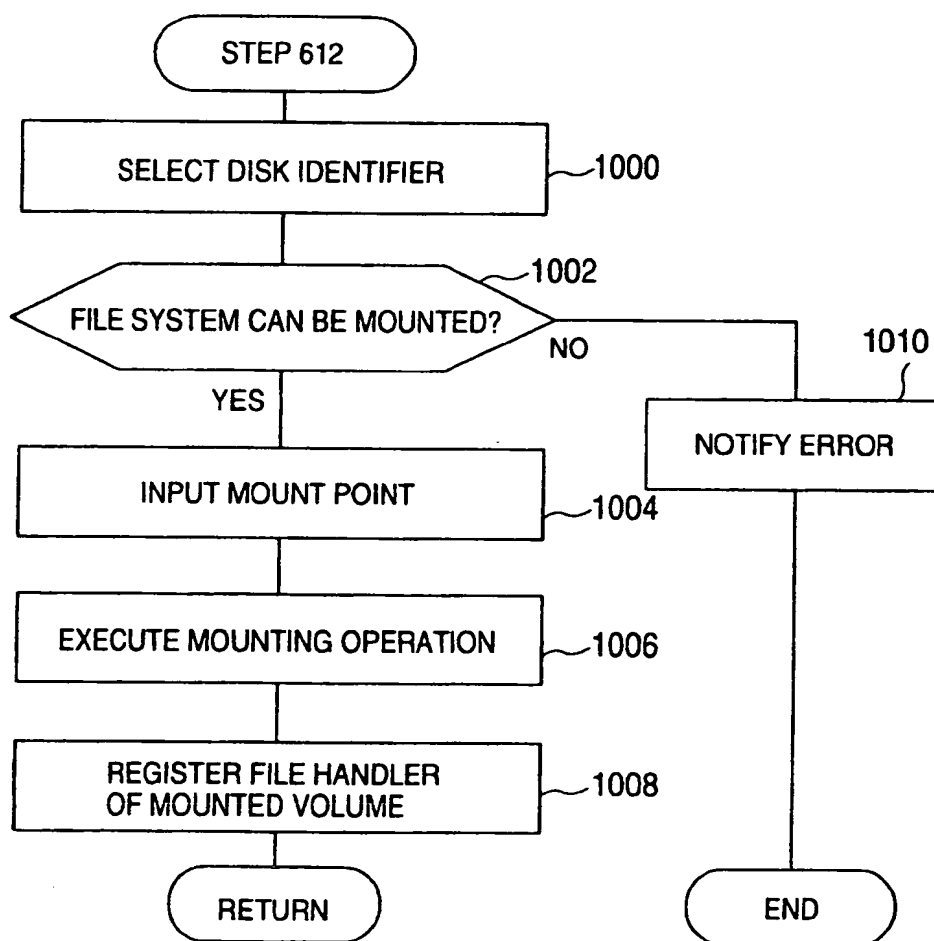 STEP 612
SELECT DISK IDENTIFIER
1000
1002
FILE SYSTEM CAN BE MOUNTED?
NO
YES
1010
NOTIFY ERROR
INPUT MOUNT POINT
1004
EXECUTE MOUNTING OPERATION
1006
REGISTER FILE HANDLER
OF MOUNTED VOLUME
1008
RETURN
END